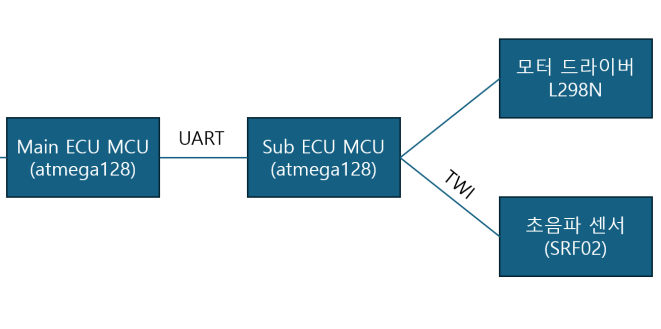 Main ECU MCU
(atmega128)
UART
Sub ECU MCU
(atmega128)
모터 드라이버
L298N
TWI
초음파 센서
(SRF02)